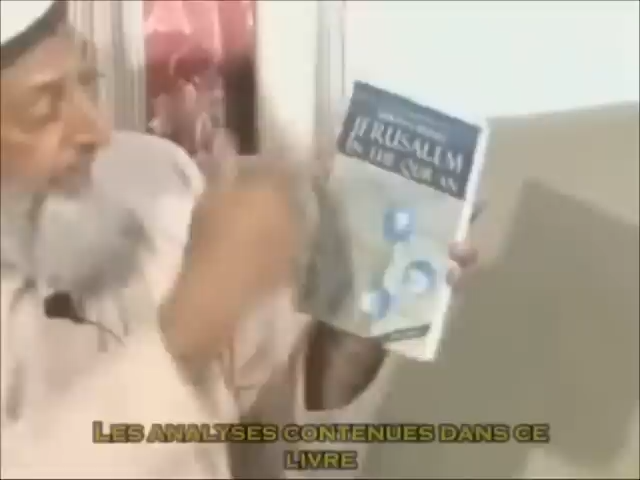 JERUSALEM
IN THE QUR'AN
LES ANALYSES CONTENUES DANS CE
LIVRE